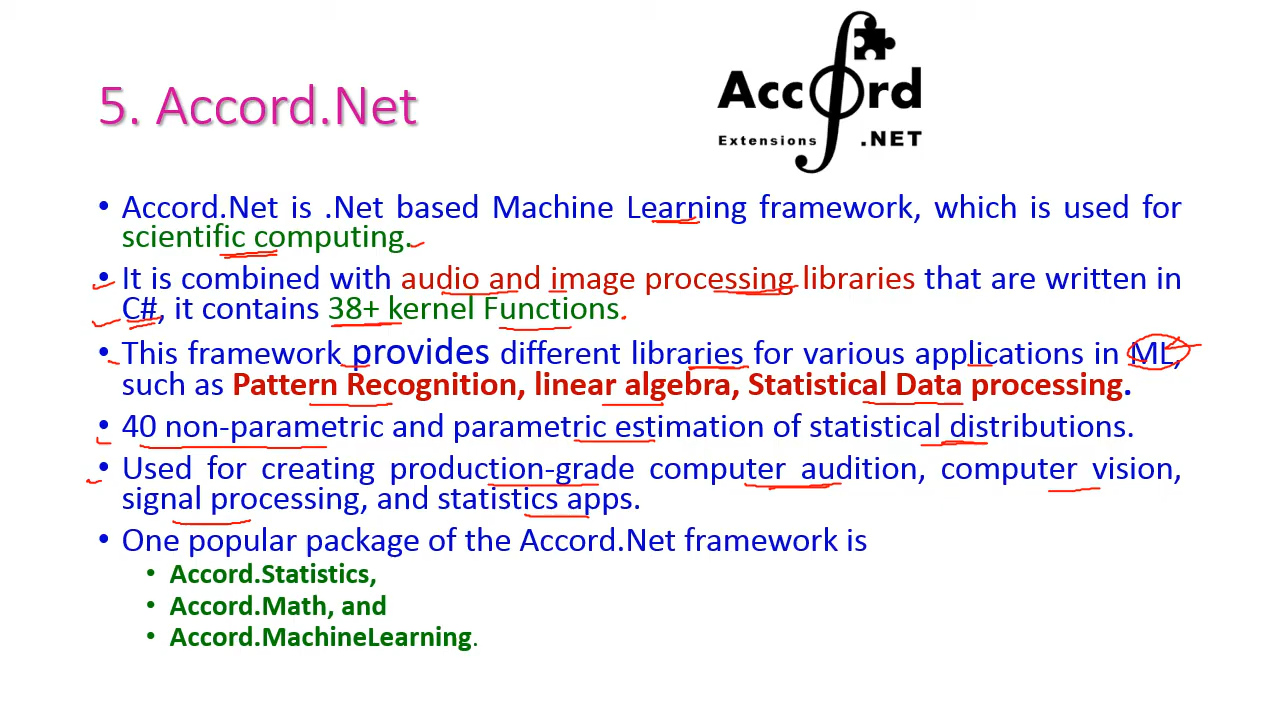 Accord
Extensions .NET
5. Accord.Net
• Accord.Net is .Net based Machine Learning framework, which is used for
scientific computing.
• It is combined with audio and image processing libraries that are written in
C#, it contains 38+ kernel Functions.
• This framework provides different libraries for various applications in ML,
such as Pattern Recognition, linear algebra, Statistical Data processing.
• 40 non-parametric and parametric estimation of statistical distributions.
• Used for creating production-grade computer audition, computer vision,
signal processing, and statistics apps.
• One popular package of the Accord.Net framework is
• Accord.Statistics,
• Accord.Math, and
• Accord.MachineLearning.